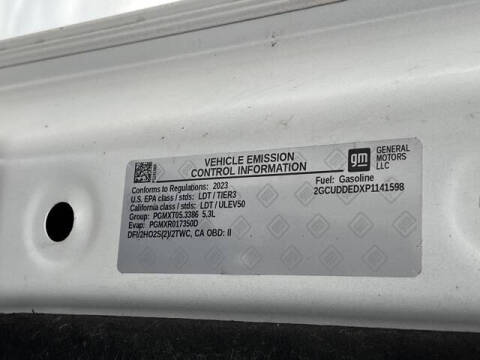 VEHICLE EMISSION
CONTROL INFORMATION
gm
GENERAL
MOTORS
LLC
Conforms to Regulations: 2023
U.S. EPA class / stds: LDT / TIER3
California class / stds: LDT / ULEV50
Group: PGMXT05.3386 5.3L
Evap: PGMXR017350D
DFI/2HO2S(2)/2TWC, CA OBD: II
Fuel: Gasoline
2GCUDDEDXP1141598